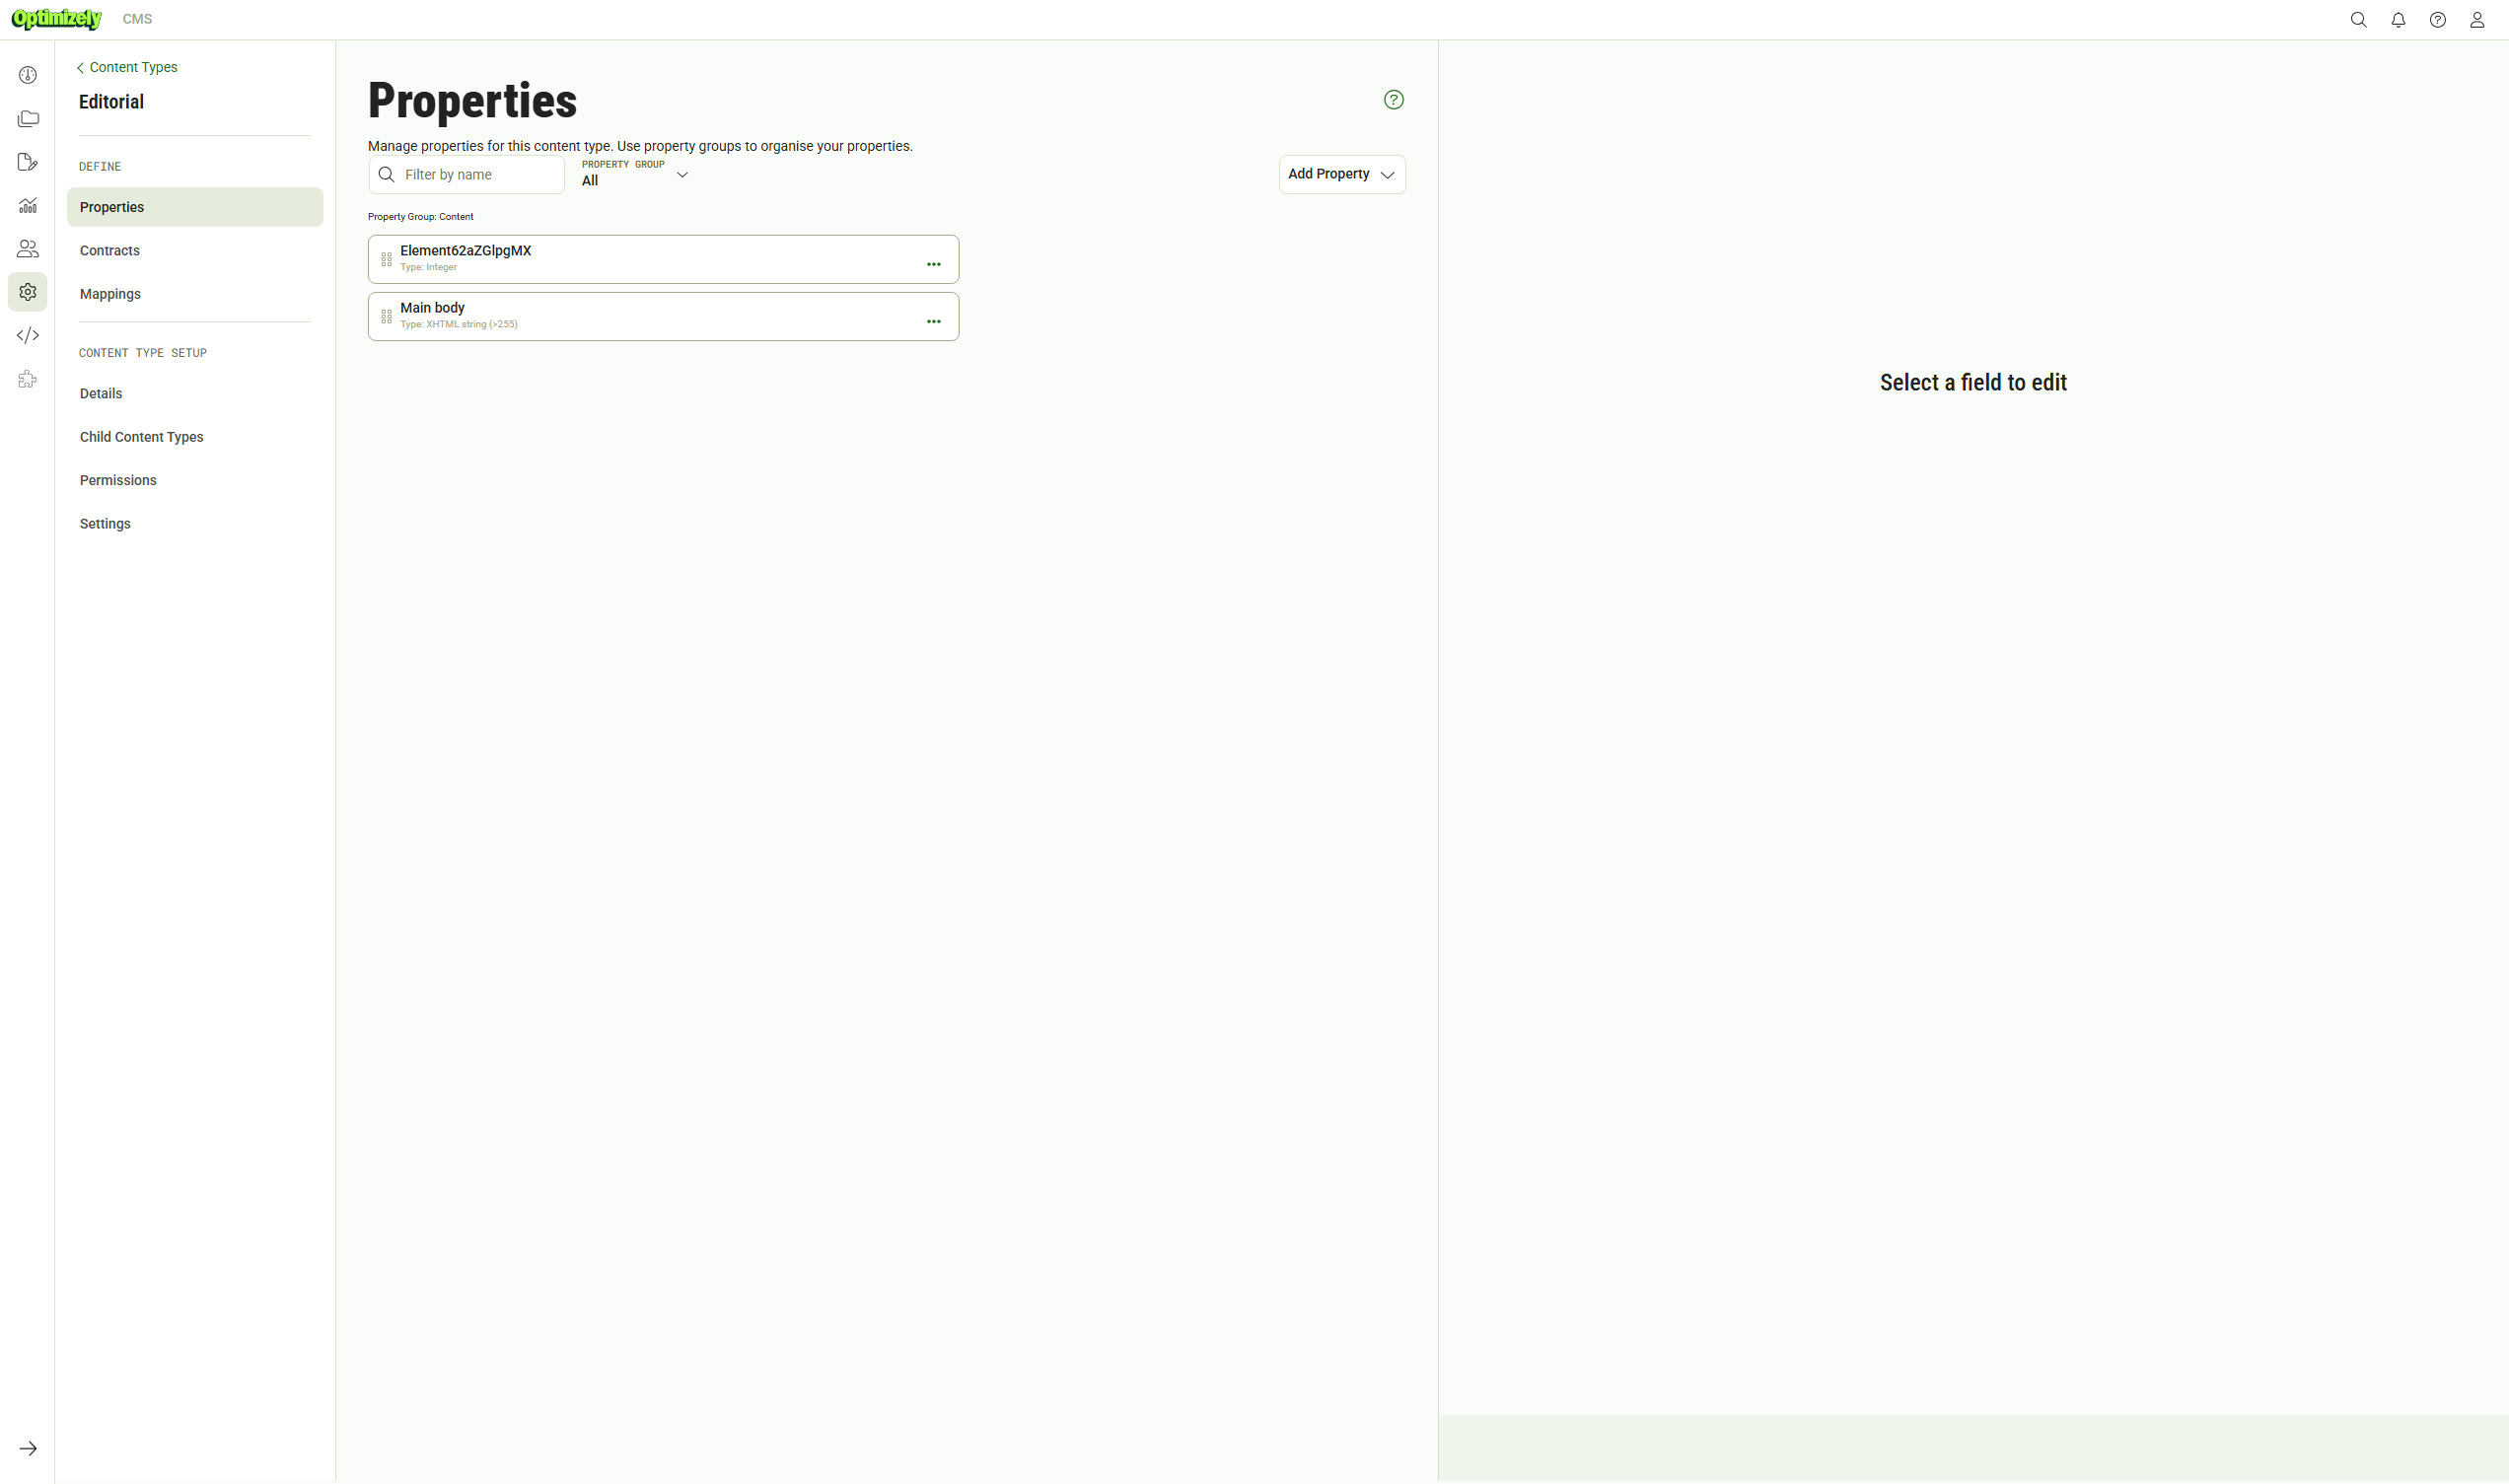 Optimizely CMS
Content Types
Editorial
DEFINE
Properties
Contracts
Mappings
CONTENT TYPE SETUP
Details
Child Content Types
Permissions
Settings
Properties
Manage properties for this content type. Use property groups to organise your properties.
Filter by name
PROPERTY GROUP
All
Add Property
Property Group: Content
Element62aZGlpgMX
Type: Integer
Main body
Type: XHTML string (>255)
Select a field to edit